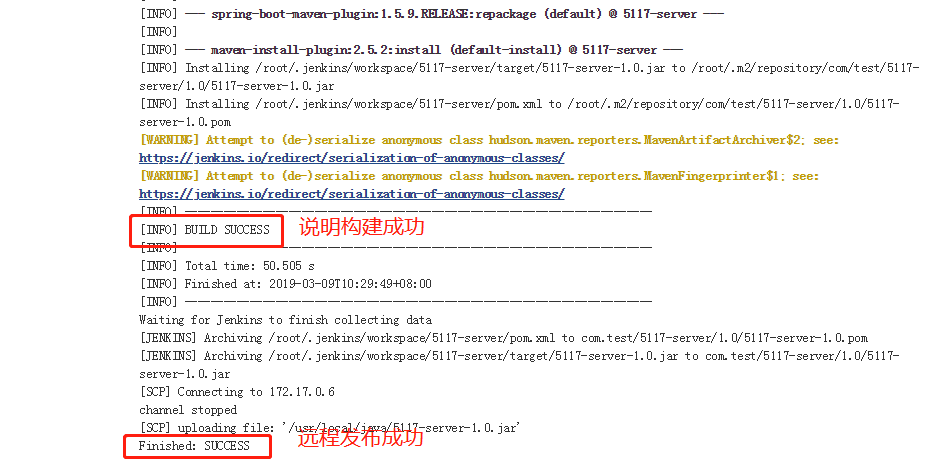 [INFO] --- spring-boot-maven-plugin:1.5.9.RELEASE:repackage (default) @ 5117-server ---
[INFO]
[INFO] --- maven-install-plugin:2.5.2:install (default-install) @ 5117-server ---
[INFO] Installing /root/.jenkins/workspace/5117-server/target/5117-server-1.0.jar to /root/.m2/repository/com/test/5117-
server/1.0/5117-server-1.0.jar
[INFO] Installing /root/.jenkins/workspace/5117-server/pom.xml to /root/.m2/repository/com/test/5117-server/1.0/5117-
server-1.0.pom
[WARNING] Attempt to (de-)serialize anonymous class hudson.maven.reporters.MavenArtifactArchiver$2; see:
https://jenkins.io/redirect/serialization-of-anonymous-classes/
[WARNING] Attempt to (de-)serialize anonymous class hudson.maven.reporters.MavenFingerprinter$1; see:
https://jenkins.io/redirect/serialization-of-anonymous-classes/
[INFO] ------------------------------------------------------------------------
[INFO] BUILD SUCCESS 说明构建成功
[INFO] ------------------------------------------------------------------------
[INFO] Total time: 50.505 s
[INFO] Finished at: 2019-03-09T10:29:49+08:00
[INFO] ------------------------------------------------------------------------
Waiting for Jenkins to finish collecting data
[JENKINS] Archiving /root/.jenkins/workspace/5117-server/pom.xml to com.test/5117-server/1.0/5117-server-1.0.pom
[JENKINS] Archiving /root/.jenkins/workspace/5117-server/target/5117-server-1.0.jar to com.test/5117-server/1.0/5117-
server-1.0.jar
[SCP] Connecting to 172.17.0.6
channel stopped
[SCP] uploading file: '/usr/local/java/5117-server-1.0.jar'
Finished: SUCCESS 远程发布成功